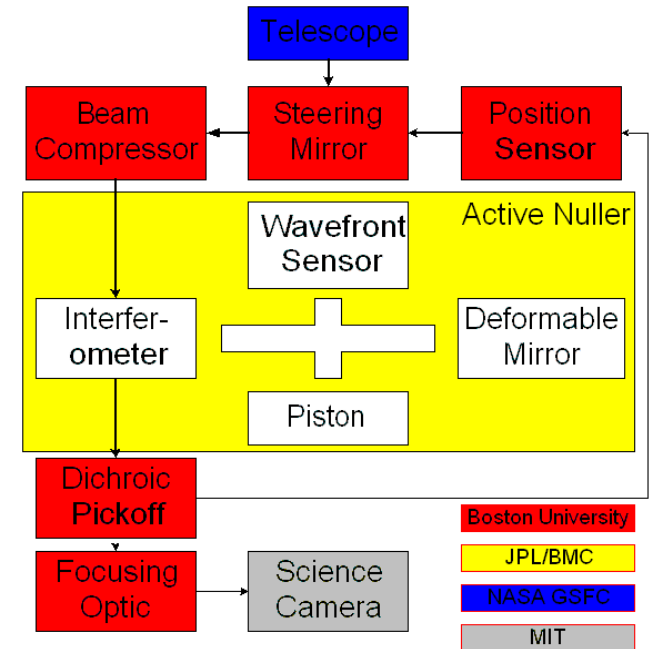 Telescope
Beam
Compressor
Steering
Mirror
Position
Sensor
Active Nuller
Wavefront
Sensor
Interfer-
ometer
Deformable
Mirror
Piston
Dichroic
Pickoff
Focusing
Optic
Science
Camera
Boston University
JPL/BMC
NASA GSFC
MIT